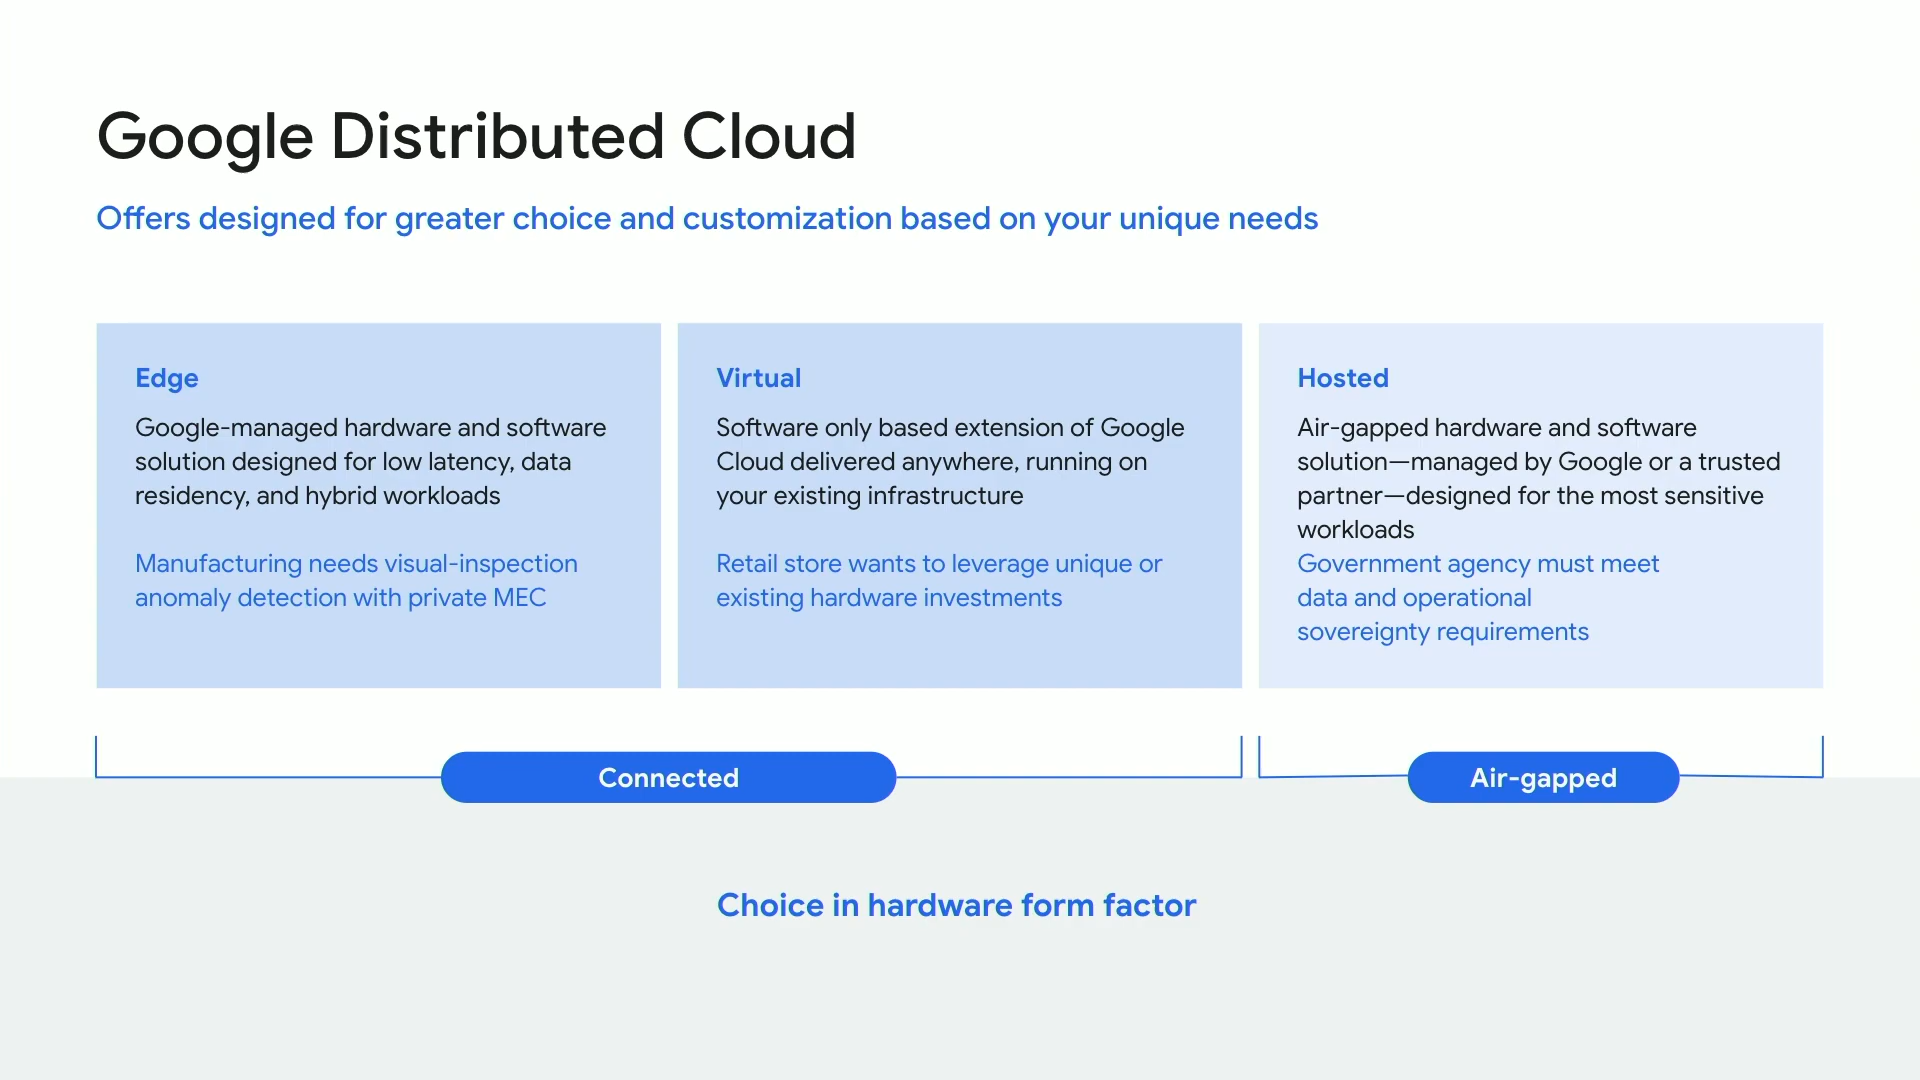 Google Distributed Cloud
Offers designed for greater choice and customization based on your unique needs
Edge
Google-managed hardware and software
solution designed for low latency, data
residency, and hybrid workloads
Manufacturing needs visual-inspection
anomaly detection with private MEC
Virtual
Software only based extension of Google
Cloud delivered anywhere, running on
your existing infrastructure
Retail store wants to leverage unique or
existing hardware investments
Hosted
Air-gapped hardware and software
solution—managed by Google or a trusted
partner—designed for the most sensitive
workloads
Government agency must meet
data and operational
sovereignty requirements
Connected
Air-gapped
Choice in hardware form factor